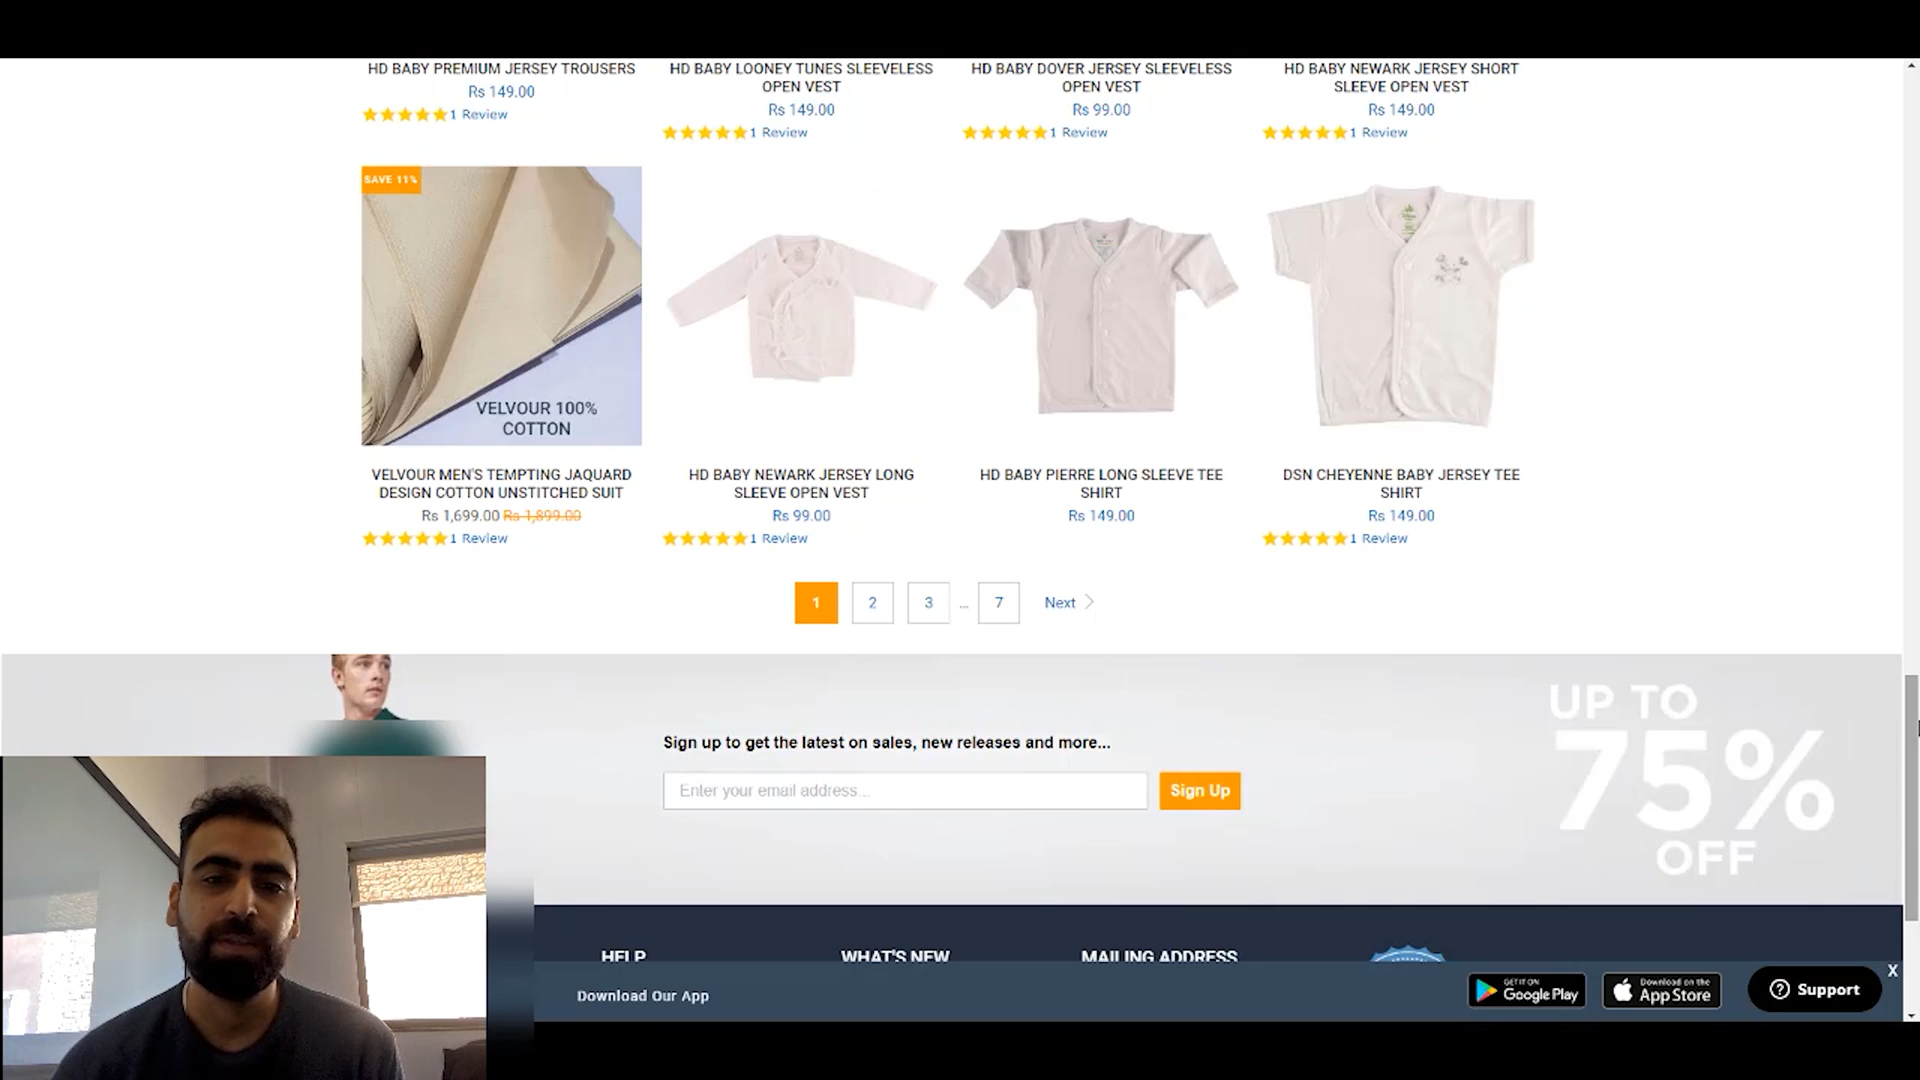 HD BABY PREMIUM JERSEY TROUSERS
Rs 149.00
1 Review
HD BABY LOONEY TUNES SLEEVELESS
OPEN VEST
Rs 149.00
1 Review
HD BABY DOVER JERSEY SLEEVELESS
OPEN VEST
Rs 99.00
1 Review
HD BABY NEWARK JERSEY SHORT
SLEEVE OPEN VEST
Rs 149.00
1 Review
SAVE 11%
VELVOUR 100%
COTTON
VELVOUR MEN'S TEMPTING JAQUARD
DESIGN COTTON UNSTITCHED SUIT
Rs 1,699.00 Rs 1,899.00
1 Review
HD BABY NEWARK JERSEY LONG
SLEEVE OPEN VEST
Rs 99.00
1 Review
HD BABY PIERRE LONG SLEEVE TEE
SHIRT
Rs 149.00
DSN CHEYENNE BABY JERSEY TEE
SHIRT
Rs 149.00
1 Review
1 2 3 ... 7 Next
Sign up to get the latest on sales, new releases and more...
Enter your email address...
Sign Up
UP TO
75%
OFF
HELP
WHAT'S NEW
MAILING ADDRESS
Download Our App
GET IT ON
Google Play
Download on the
App Store
Support
X